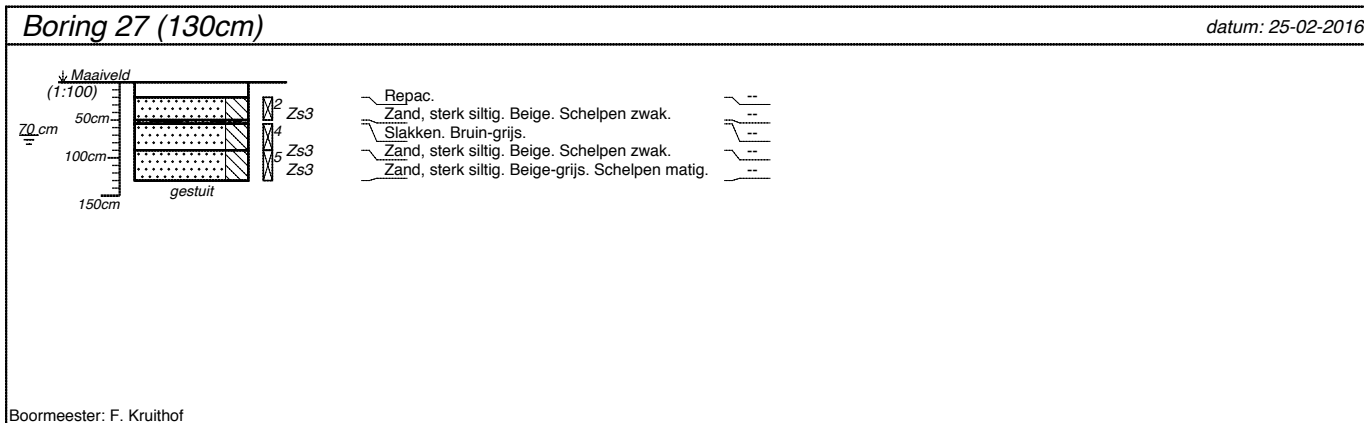 Boring 27 (130cm)
datum: 25-02-2016
Maaiveld
(1:100)
50cm
70 cm
100cm
150cm
gestuit
2
Zs3
4
Zs3
5
Zs3
Repac. --
Zand, sterk siltig. Beige. Schelpen zwak. --
Slakken. Bruin-grijs. --
Zand, sterk siltig. Beige. Schelpen zwak. --
Zand, sterk siltig. Beige-grijs. Schelpen matig. --
Boormeester: F. Kruithof